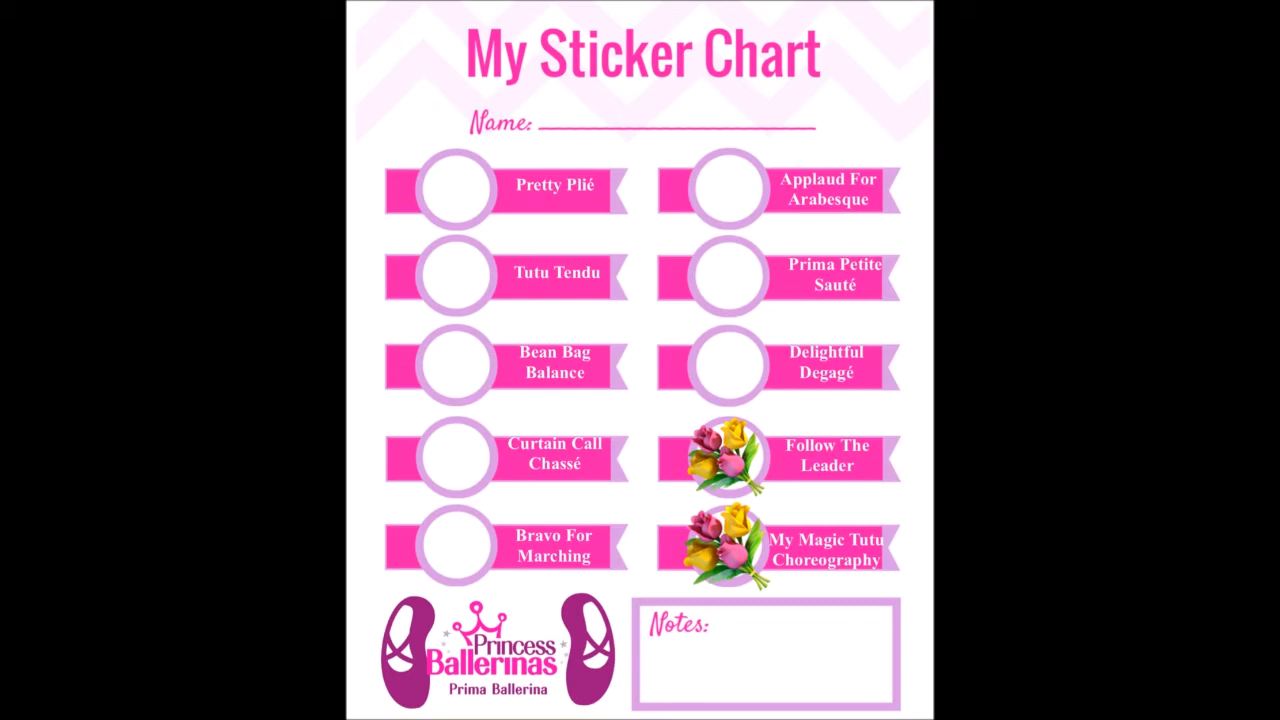 My Sticker Chart
Name:
Pretty Plié
Applaud For
Arabesque
Tutu Tendu
Prima Petite
Sauté
Bean Bag
Balance
Delightful
Degagé
Curtain Call
Chassé
Follow The
Leader
Bravo For
Marching
My Magic Tutu
Choreography
Princess
Ballerinas
Prima Ballerina
Notes: